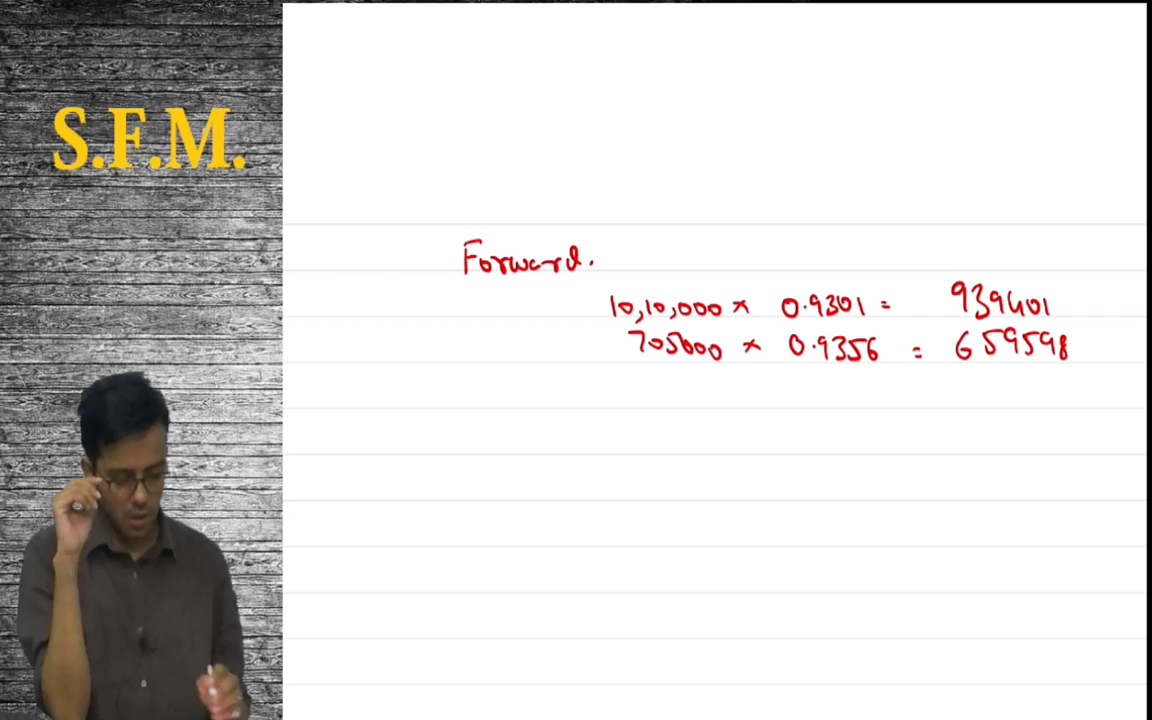 S.F.M.
Forward.
10,10,000 × 0.9301 = 939401
705000 × 0.9356 = 659598